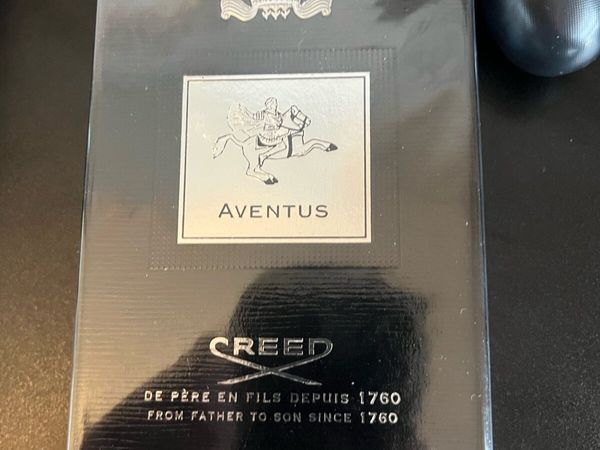 AVENTUS
CREED
DE PÈRE EN FILS DEPUIS 1760
FROM FATHER TO SON SINCE 1760